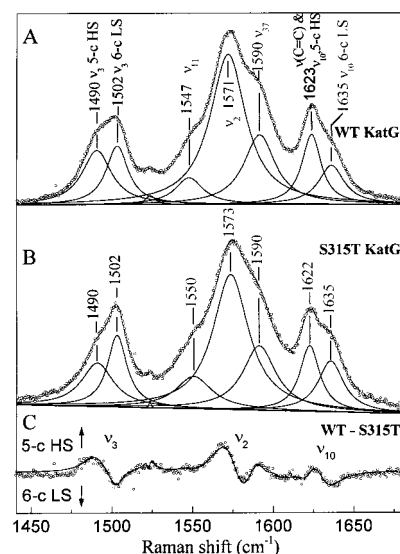 A
1490 ν₃ 5-c HS
1502 ν₃ 6-c LS
1547 ν₁₁
1571
ν₂
1590 ν₃₇
ν(C=C) &
1623 ν₁₀ 5-c HS
1635 ν₁₀ 6-c LS
WT KatG
B
S315T KatG
1490
1502
1550
1573
1590
1622
1635
C
WT - S315T
5-c HS
6-c LS
ν₃
ν₂
ν₁₀
1450 1500 1550 1600 1650
Raman shift (cm⁻¹)